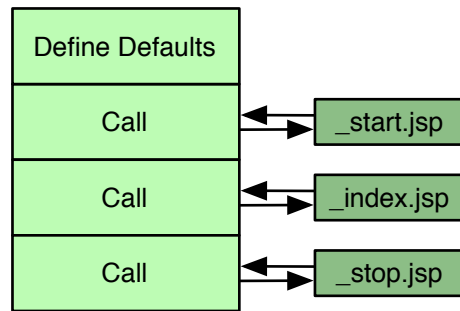 Define Defaults
Call
_start.jsp
Call
_index.jsp
Call
_stop.jsp